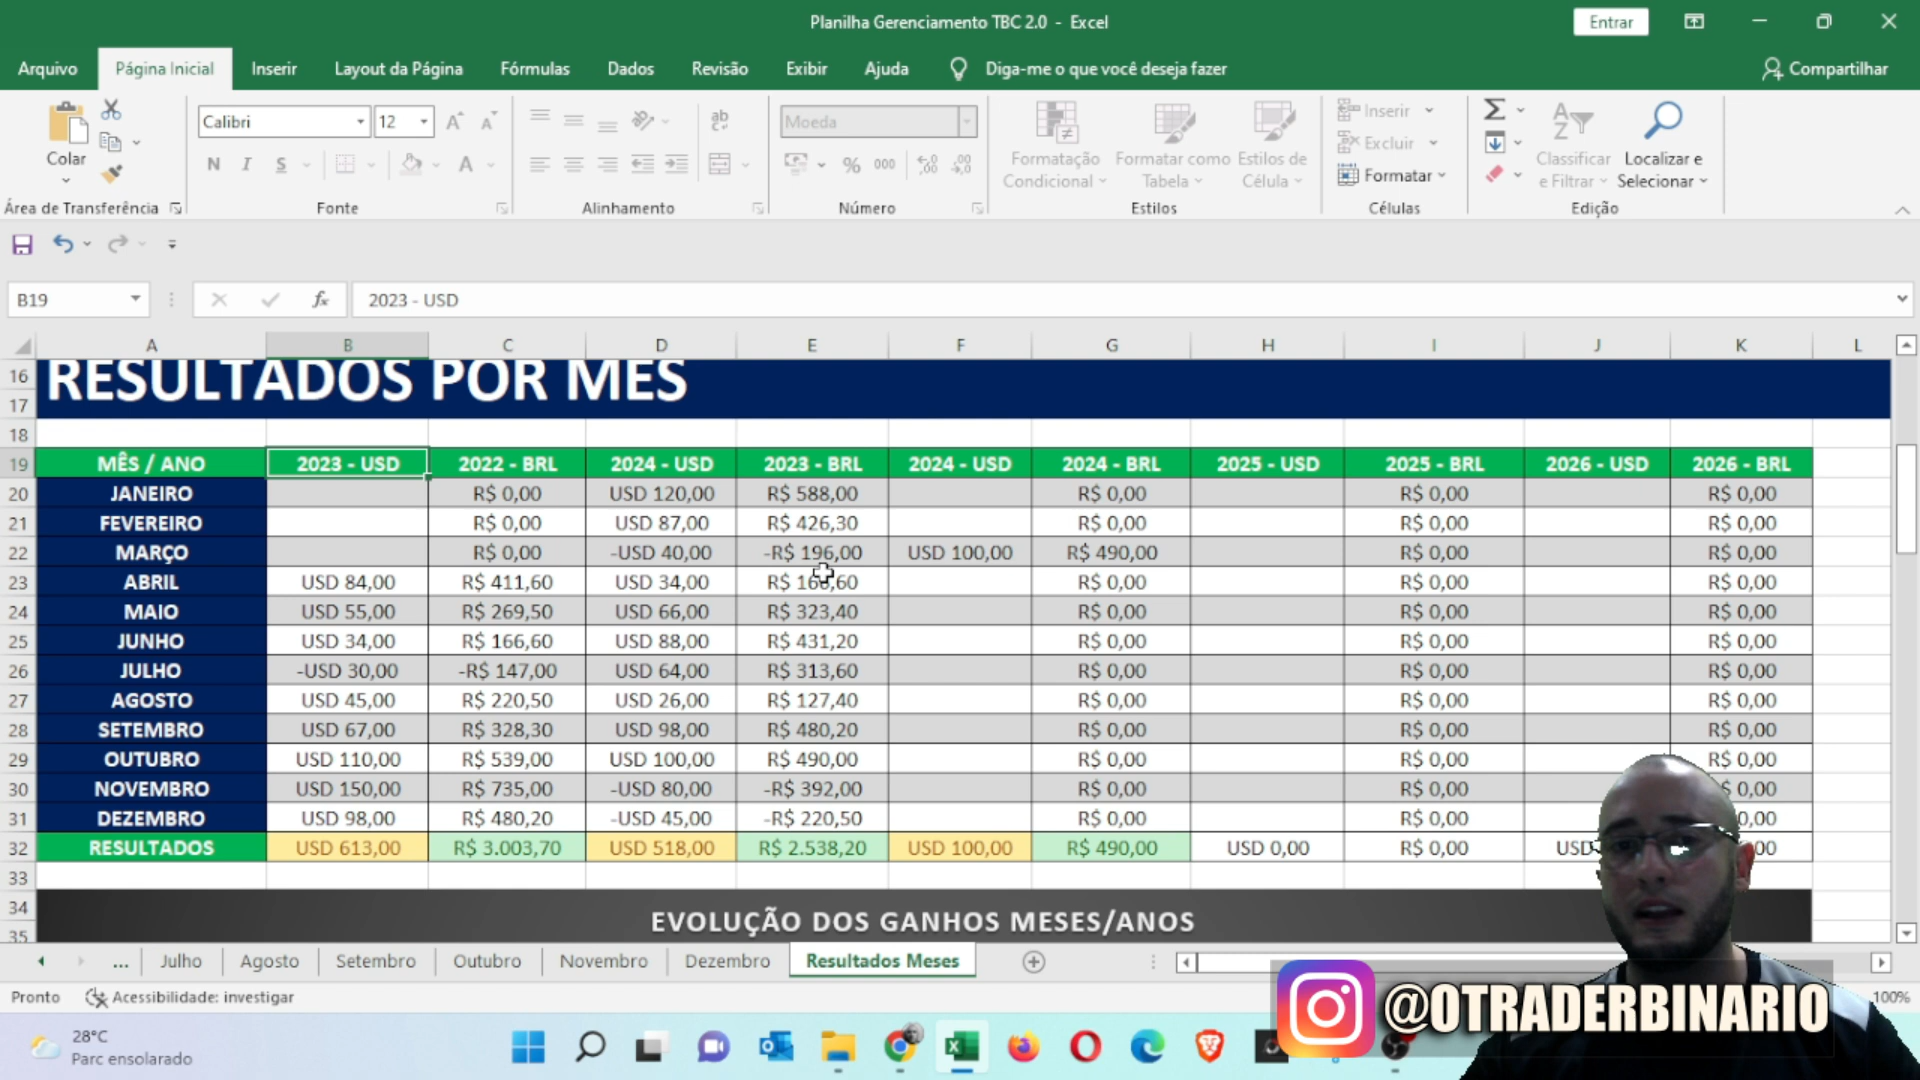 Planilha Gerenciamento TBC 2.0 - Excel
Entrar
Arquivo Página Inicial Inserir Layout da Página Fórmulas Dados Revisão Exibir Ajuda Diga-me o que você deseja fazer Compartilhar
Calibri 12 Moeda
Inserir
Excluir
Formatar
Colar
N I S
% 000
Formatação Condicional
Formatar como Tabela
Estilos de Célula
Classificar e Filtrar
Localizar e Selecionar
Área de Transferência Fonte Alinhamento Número Estilos Células Edição
B19 fx 2023 - USD
A B C D E F G H I J K L
16 RESULTADOS POR MES
17
18
19 MÊS / ANO 2023 - USD 2022 - BRL 2024 - USD 2023 - BRL 2024 - USD 2024 - BRL 2025 - USD 2025 - BRL 2026 - USD 2026 - BRL
20 JANEIRO R$ 0,00 USD 120,00 R$ 588,00 R$ 0,00 R$ 0,00 R$ 0,00
21 FEVEREIRO R$ 0,00 USD 87,00 R$ 426,30 R$ 0,00 R$ 0,00 R$ 0,00
22 MARÇO R$ 0,00 -USD 40,00 -R$ 196,00 USD 100,00 R$ 490,00 R$ 0,00 R$ 0,00
23 ABRIL USD 84,00 R$ 411,60 USD 34,00 R$ 166,60 R$ 0,00 R$ 0,00 R$ 0,00
24 MAIO USD 55,00 R$ 269,50 USD 66,00 R$ 323,40 R$ 0,00 R$ 0,00 R$ 0,00
25 JUNHO USD 34,00 R$ 166,60 USD 88,00 R$ 431,20 R$ 0,00 R$ 0,00 R$ 0,00
26 JULHO -USD 30,00 -R$ 147,00 USD 64,00 R$ 313,60 R$ 0,00 R$ 0,00 R$ 0,00
27 AGOSTO USD 45,00 R$ 220,50 USD 26,00 R$ 127,40 R$ 0,00 R$ 0,00 R$ 0,00
28 SETEMBRO USD 67,00 R$ 328,30 USD 98,00 R$ 480,20 R$ 0,00 R$ 0,00 R$ 0,00
29 OUTUBRO USD 110,00 R$ 539,00 USD 100,00 R$ 490,00 R$ 0,00 R$ 0,00 R$ 0,00
30 NOVEMBRO USD 150,00 R$ 735,00 -USD 80,00 -R$ 392,00 R$ 0,00 R$ 0,00 $ 0,00
31 DEZEMBRO USD 98,00 R$ 480,20 -USD 45,00 -R$ 220,50 R$ 0,00 R$ 0,00 0,00
32 RESULTADOS USD 613,00 R$ 3.003,70 USD 518,00 R$ 2.538,20 USD 100,00 R$ 490,00 USD 0,00 R$ 0,00 USD 00
33
34 EVOLUÇÃO DOS GANHOS MESES/ANOS
35
... Julho Agosto Setembro Outubro Novembro Dezembro Resultados Meses
Pronto Acessibilidade: investigar 100%
@OTRADERBINARIO
28°C
Parc ensolarado